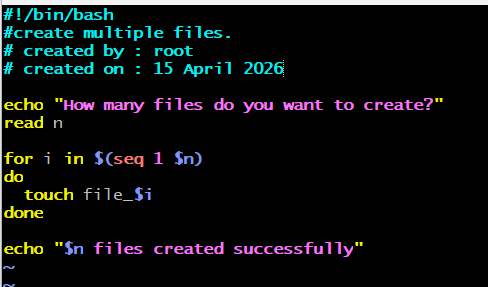 #!/bin/bash
#create multiple files.
# created by : root
# created on : 15 April 2026
echo "How many files do you want to create?"
read n
for i in $(seq 1 $n)
do
  touch file_$i
done
echo "$n files created successfully"
~
~